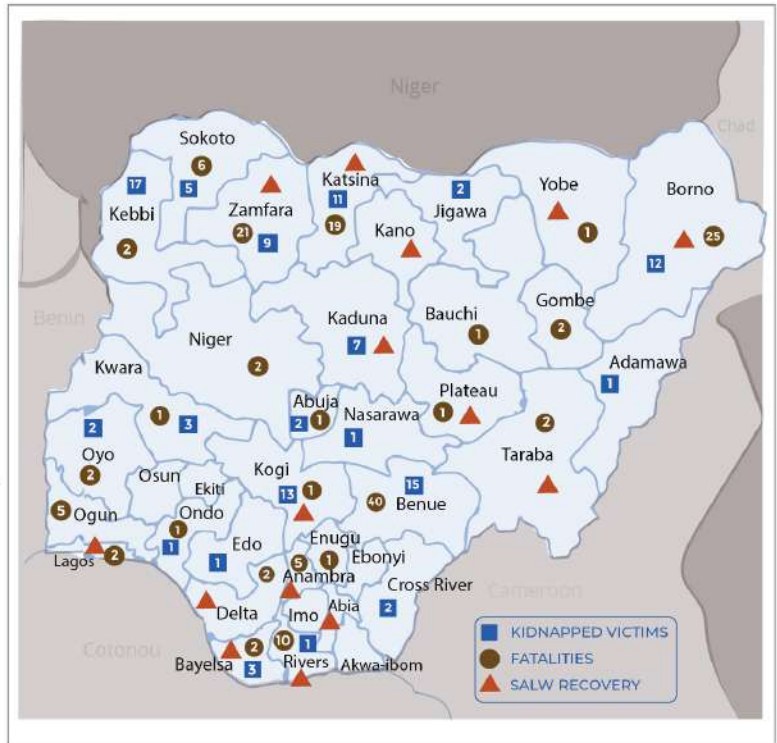 Niger
Chad
Sokoto
6
17
5
Kebbi
2
Zamfara
21
9
Katsina
11
19
2
Jigawa
Kano
Yobe
1
Borno
25
12
Benin
Niger
2
Kaduna
7
Bauchi
1
Gombe
2
Adamawa
1
Kwara
1
3
Abuja
2
1
Nasarawa
1
Plateau
1
2
Taraba
2
Oyo
2
Osun
Ekiti
Kogi
13
1
15
40
Benue
5
Ogun
Ondo
1
1
Edo
1
Lagos
2
Enugu
5
1
Ebonyi
2
Anambra
Cross River
2
Cameroon
Delta
Imo
Abia
Cotonou
Bayelsa
2
3
10
1
Rivers
Akwa-ibom
KIDNAPPED VICTIMS
FATALITIES
SALW RECOVERY